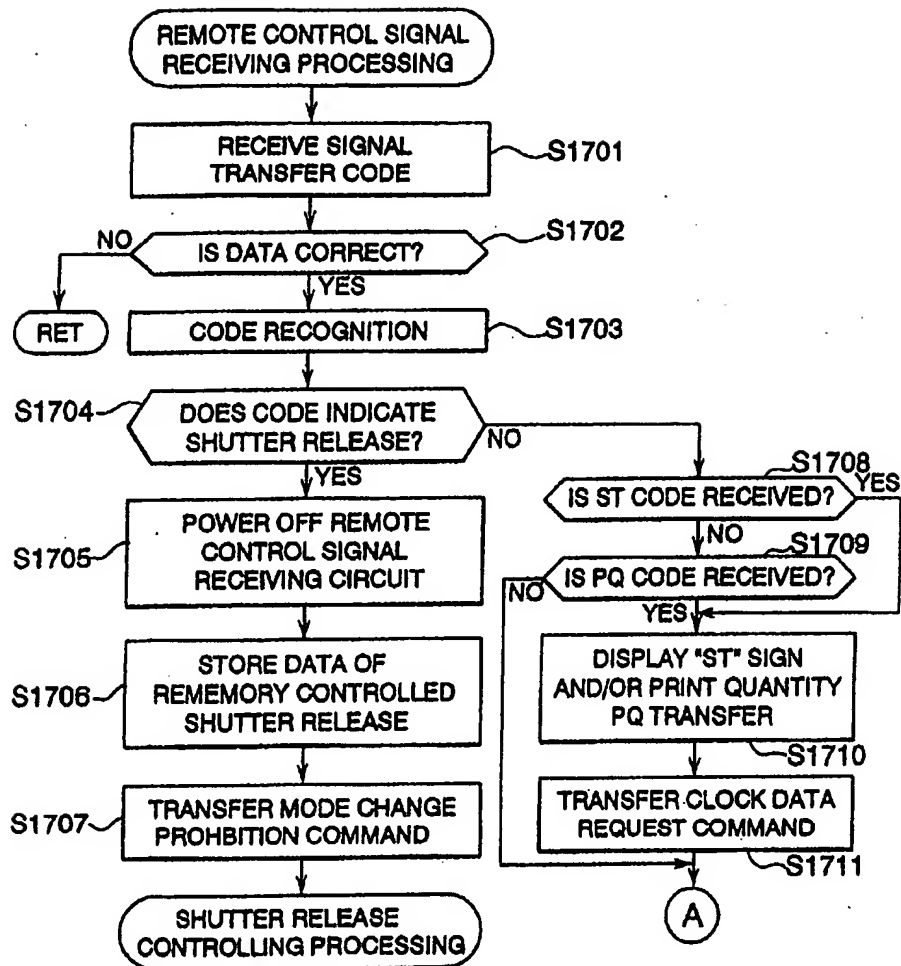 REMOTE CONTROL SIGNAL
RECEIVING PROCESSING
RECEIVE SIGNAL
TRANSFER CODE
S1701
IS DATA CORRECT?
S1702
NO
YES
RET
CODE RECOGNITION
S1703
S1704
DOES CODE INDICATE
SHUTTER RELEASE?
NO
YES
S1705
POWER OFF REMOTE
CONTROL SIGNAL
RECEIVING CIRCUIT
S1706
STORE DATA OF
REMEMORY CONTROLLED
SHUTTER RELEASE
S1707
TRANSFER MODE CHANGE
PROHBITION COMMAND
SHUTTER RELEASE
CONTROLLING PROCESSING
S1708
IS ST CODE RECEIVED?
YES
NO
S1709
IS PQ CODE RECEIVED?
NO
YES
DISPLAY "ST" SIGN
AND/OR PRINT QUANTITY
PQ TRANSFER
S1710
TRANSFER CLOCK DATA
REQUEST COMMAND
S1711
A